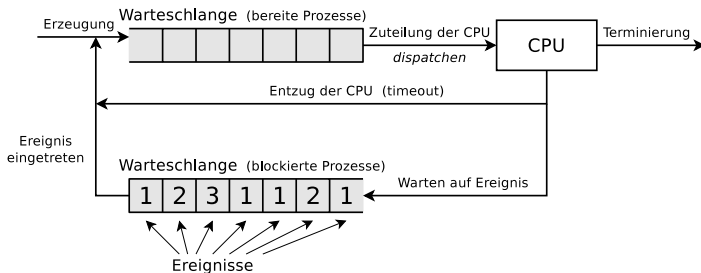 Erzeugung
Warteschlange (bereite Prozesse)
Zuteilung der CPU
dispatchen
CPU
Terminierung
Entzug der CPU (timeout)
Ereignis
eingetreten
Warteschlange (blockierte Prozesse)
1 2 3 1 1 2 1
Warten auf Ereignis
Ereignisse